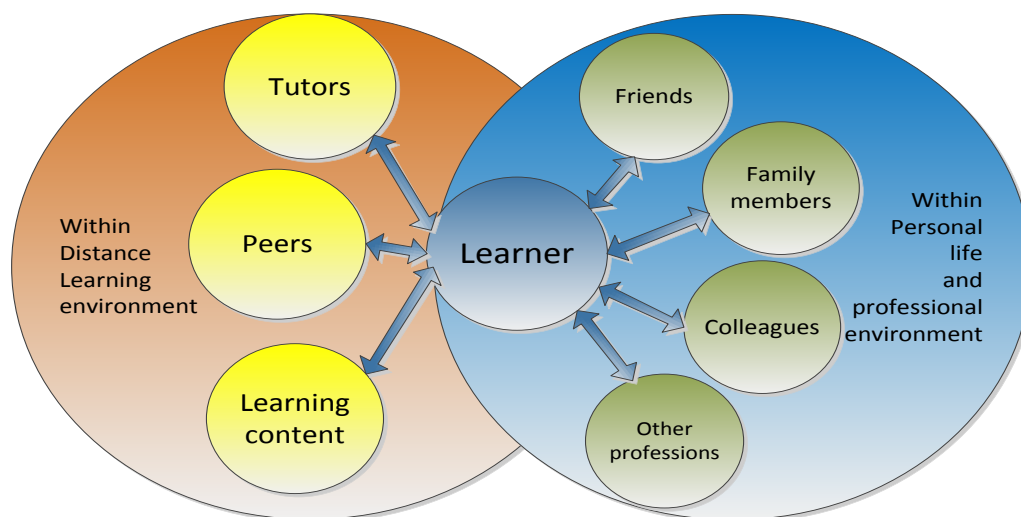 Tutors
Peers
Learning
content
Within
Distance
Learning
environment
Learner
Friends
Family
members
Colleagues
Other
professions
Within
Personal
life
and
professional
environment